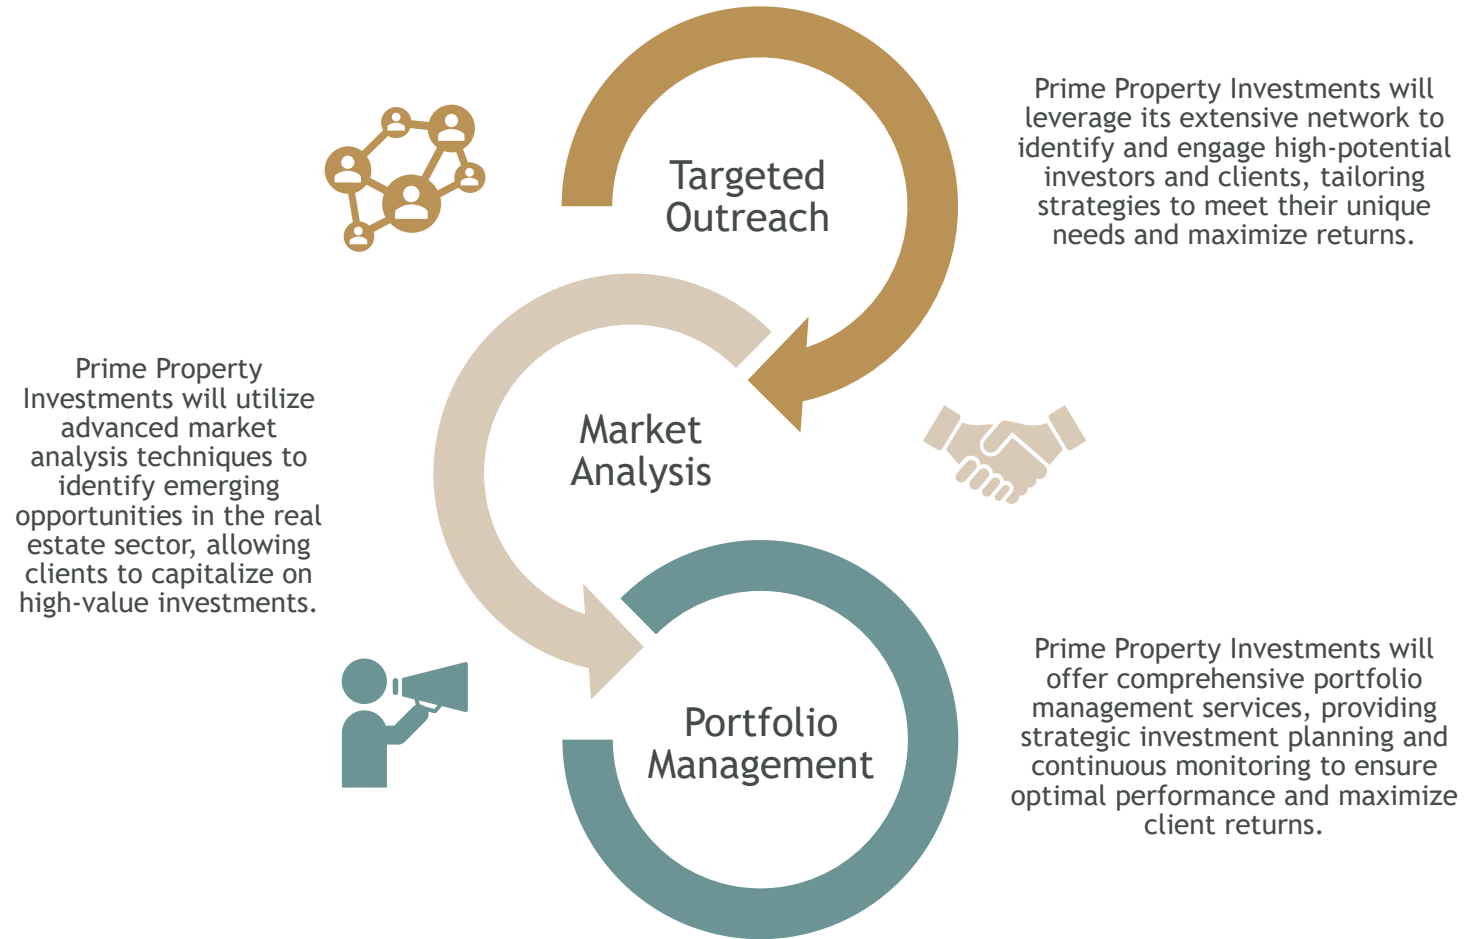 Targeted
Outreach
Prime Property Investments will
leverage its extensive network to
identify and engage high-potential
investors and clients, tailoring
strategies to meet their unique
needs and maximize returns.
Prime Property
Investments will utilize
advanced market
analysis techniques to
identify emerging
opportunities in the real
estate sector, allowing
clients to capitalize on
high-value investments.
Market
Analysis
Portfolio
Management
Prime Property Investments will
offer comprehensive portfolio
management services, providing
strategic investment planning and
continuous monitoring to ensure
optimal performance and maximize
client returns.